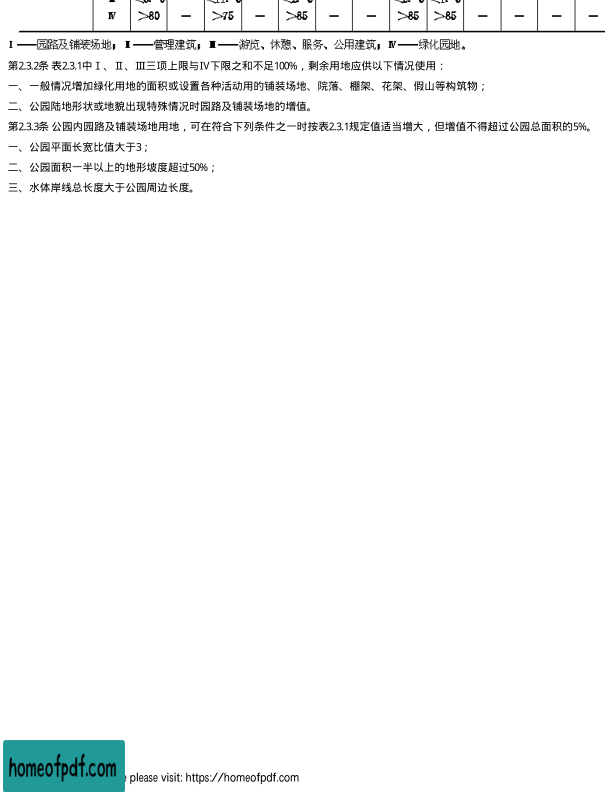 Ⅳ >80 — >75 — >85 — — >85 >85 — — — —
Ⅰ——园路及铺装场地；Ⅱ——管理建筑；Ⅲ——游览、休憩、服务、公用建筑；Ⅳ——绿化园地。
第2.3.2条 表2.3.1中Ⅰ、Ⅱ、Ⅲ三项上限与Ⅳ下限之和不足100%，剩余用地应供以下情况使用：
一、一般情况增加绿化用地的面积或设置各种活动用的铺装场地、院落、棚架、花架、假山等构筑物；
二、公园陆地形状或地貌出现特殊情况时园路及铺装场地的增值。
第2.3.3条 公园内园路及铺装场地用地，可在符合下列条件之一时按表2.3.1规定值适当增大，但增值不得超过公园总面积的5%。
一、公园平面长宽比值大于3；
二、公园面积一半以上的地形坡度超过50%；
三、水体岸线总长度大于公园周边长度。
homeofpdf.com
please visit: https://homeofpdf.com